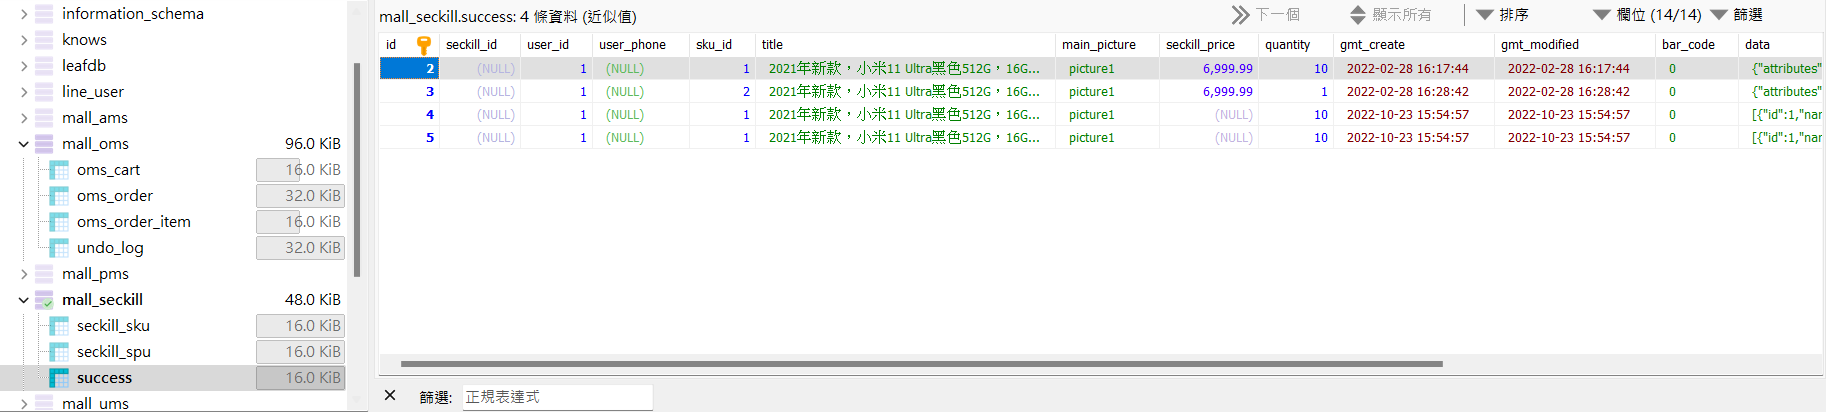 information_schema
knows
leafdb
line_user
mall_ams
mall_oms 96.0 KiB
oms_cart 16.0 KiB
oms_order 32.0 KiB
oms_order_item 16.0 KiB
undo_log 32.0 KiB
mall_pms
mall_seckill 48.0 KiB
seckill_sku 16.0 KiB
seckill_spu 16.0 KiB
success 16.0 KiB
mall_ums
mall_seckill.success: 4 條資料 (近似值) 下一個 顯示所有 排序 欄位 (14/14) 篩選
id seckill_id user_id user_phone sku_id title main_picture seckill_price quantity gmt_create gmt_modified bar_code data
2 (NULL) 1 (NULL) 1 2021年新款，小米11 Ultra黑色512G，16G... picture1 6,999.99 10 2022-02-28 16:17:44 2022-02-28 16:17:44 0 {"attributes"
3 (NULL) 1 (NULL) 2 2021年新款，小米11 Ultra黑色512G，16G... picture1 6,999.99 1 2022-02-28 16:28:42 2022-02-28 16:28:42 0 {"attributes"
4 (NULL) 1 (NULL) 1 2021年新款，小米11 Ultra黑色512G，16G... picture1 (NULL) 10 2022-10-23 15:54:57 2022-10-23 15:54:57 0 [{"id":1,"nar
5 (NULL) 1 (NULL) 1 2021年新款，小米11 Ultra黑色512G，16G... picture1 (NULL) 10 2022-10-23 15:54:57 2022-10-23 15:54:57 0 [{"id":1,"nar
篩選: 正規表達式